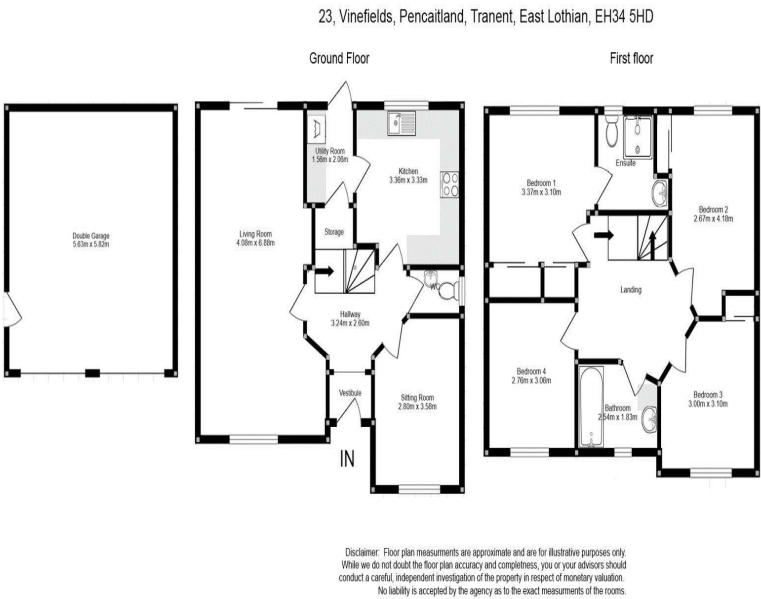 23, Vinefields, Pencaitland, Tranent, East Lothian, EH34 5HD
Ground Floor
First floor
Double Garage
5.63m x 5.82m
Living Room
4.08m x 6.88m
Utility Room
1.56m x 2.06m
Kitchen
3.36m x 3.33m
Storage
WC
Hallway
3.24m x 2.60m
Vestibule
Sitting Room
2.80m x 3.58m
IN
Bedroom 1
3.37m x 3.10m
Ensuite
Bedroom 2
2.67m x 4.18m
Landing
Bedroom 4
2.76m x 3.06m
Bathroom
2.54m x 1.83m
Bedroom 3
3.00m x 3.10m
Disclaimer: Floor plan measurments are approximate and are for illustrative purposes only.
While we do not doubt the floor plan accuracy and completness, you or your advisors should
conduct a careful, independent investigation of the property in respect of monetary valuation.
No liability is accepted by the agency as to the exact measurments of the rooms.